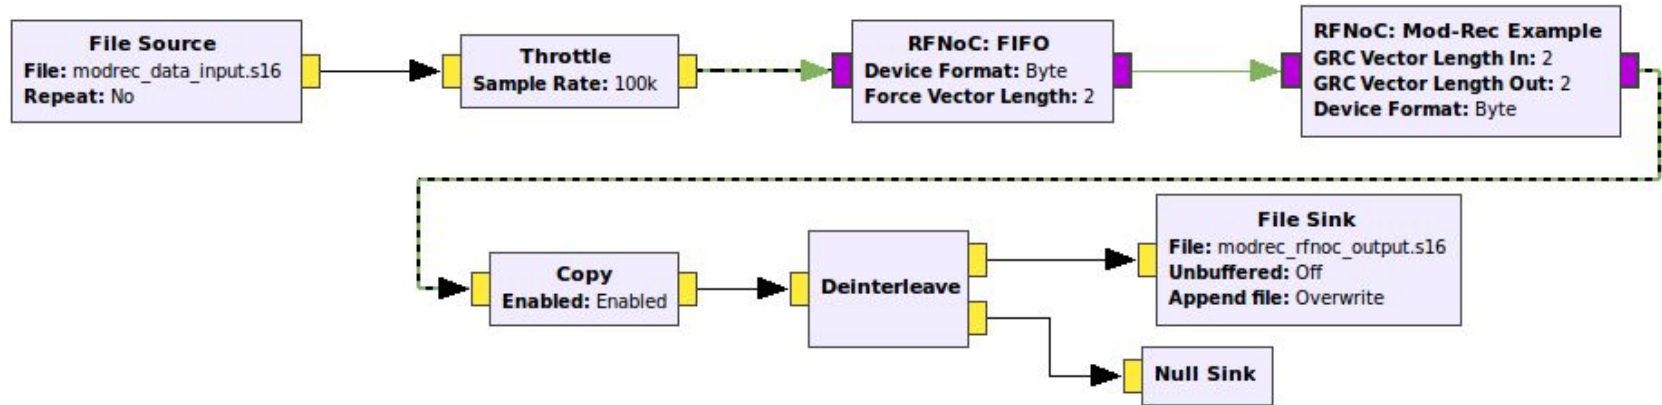 File Source
File: modrec_data_input.s16
Repeat: No
Throttle
Sample Rate: 100k
RFNoC: FIFO
Device Format: Byte
Force Vector Length: 2
RFNoC: Mod-Rec Example
GRC Vector Length In: 2
GRC Vector Length Out: 2
Device Format: Byte
Copy
Enabled: Enabled
Deinterleave
File Sink
File: modrec_rfnoc_output.s16
Unbuffered: Off
Append file: Overwrite
Null Sink